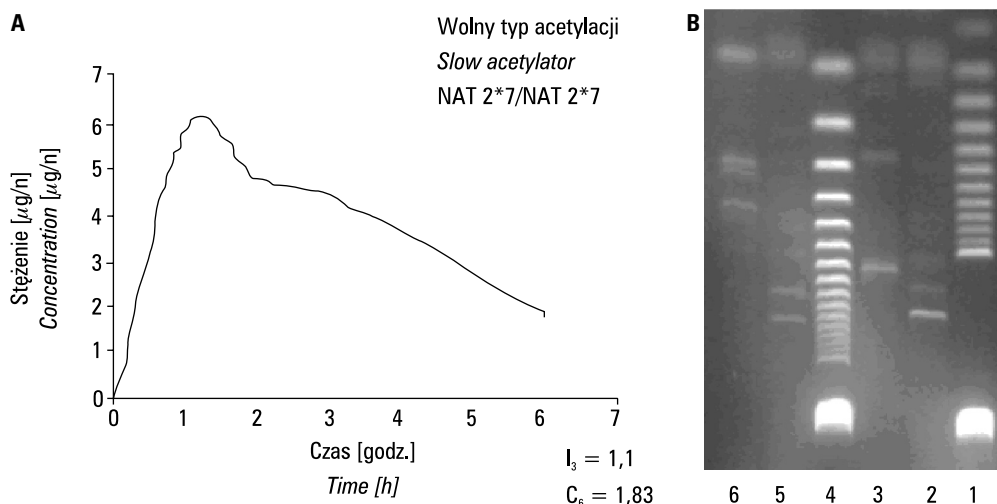 A
Wolny typ acetylacji
Slow acetylator
NAT 2*7/NAT 2*7
Stężenie [µg/n]
Concentration [µg/n]
7
6
5
4
3
2
1
0
0 1 2 3 4 5 6 7
Czas [godz.]
Time [h]
I₃ = 1,1
C₆ = 1,83
B
6 5 4 3 2 1